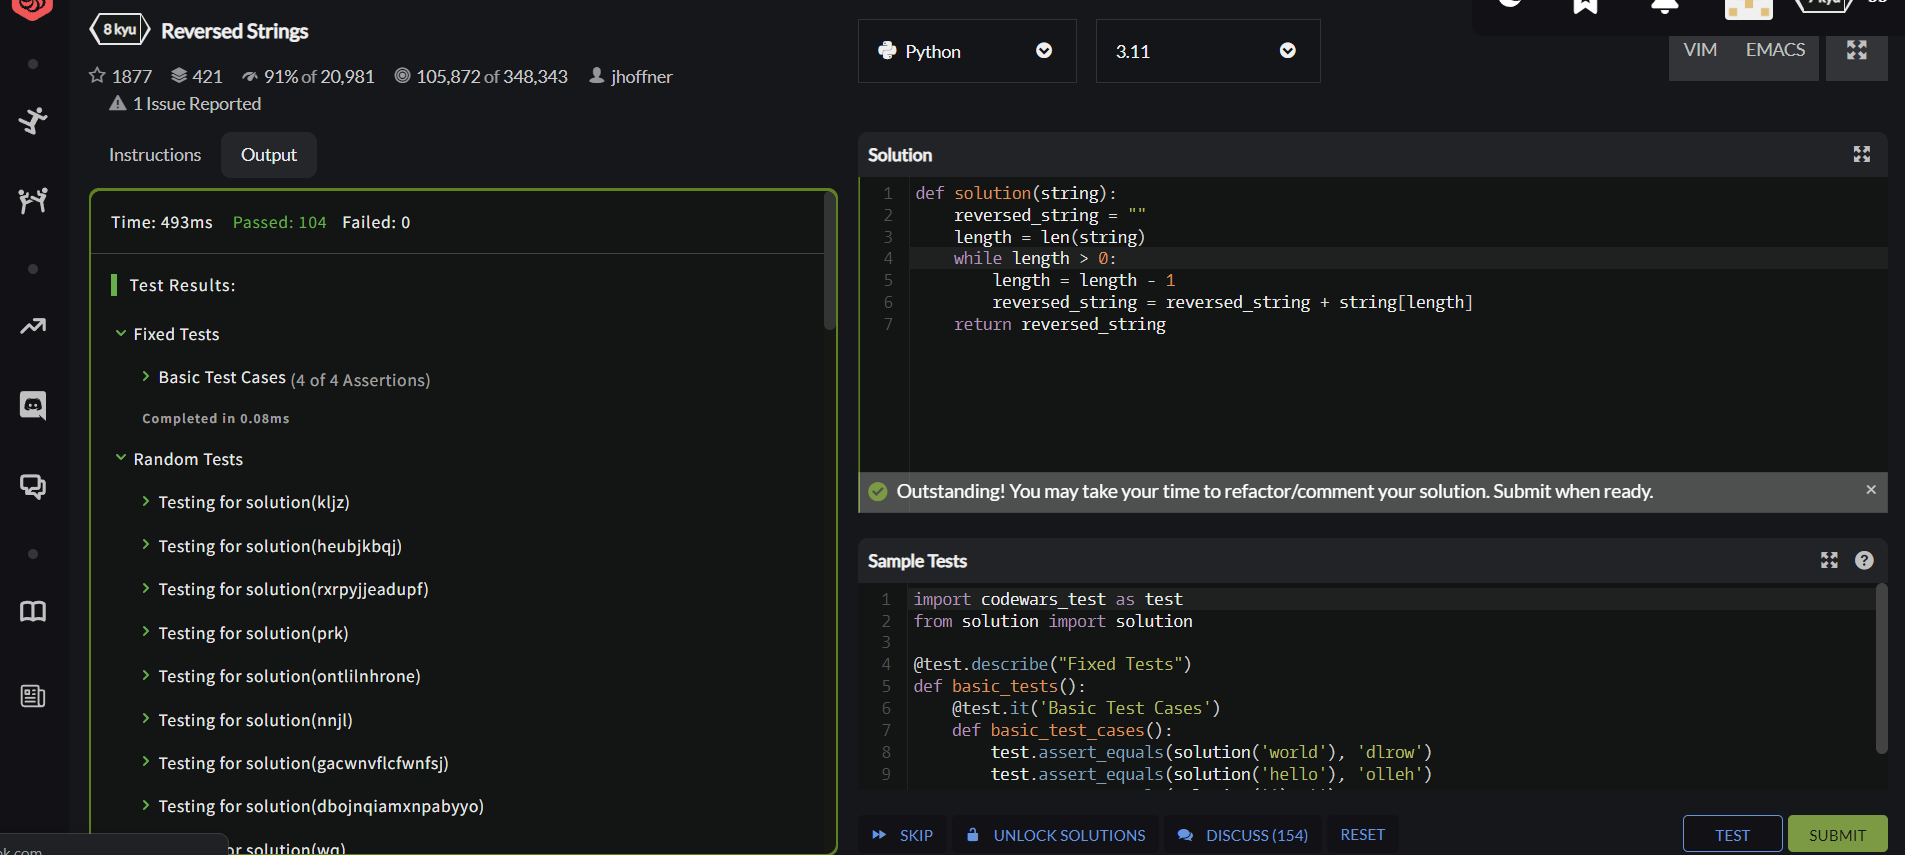 8 kyu Reversed Strings
1877 421 91% of 20,981 105,872 of 348,343 jhoffner
1 Issue Reported
Instructions Output
Time: 493ms Passed: 104 Failed: 0
Test Results:
Fixed Tests
Basic Test Cases (4 of 4 Assertions)
Completed in 0.08ms
Random Tests
Testing for solution(kljz)
Testing for solution(heubjkbqj)
Testing for solution(rxrpyjjeadupf)
Testing for solution(prk)
Testing for solution(ontlilnhrone)
Testing for solution(nnjl)
Testing for solution(gacwnvflcfwnfsj)
Testing for solution(dbojnqiamxnpabyyo)
or solution(wq)
Python 3.11
VIM EMACS
Solution
1 def solution(string):
2     reversed_string = ""
3     length = len(string)
4     while length > 0:
5         length = length - 1
6         reversed_string = reversed_string + string[length]
7     return reversed_string
Outstanding! You may take your time to refactor/comment your solution. Submit when ready. ×
Sample Tests
1 import codewars_test as test
2 from solution import solution
3
4 @test.describe("Fixed Tests")
5 def basic_tests():
6     @test.it('Basic Test Cases')
7     def basic_test_cases():
8         test.assert_equals(solution('world'), 'dlrow')
9         test.assert_equals(solution('hello'), 'olleh')
SKIP UNLOCK SOLUTIONS DISCUSS (154) RESET TEST SUBMIT